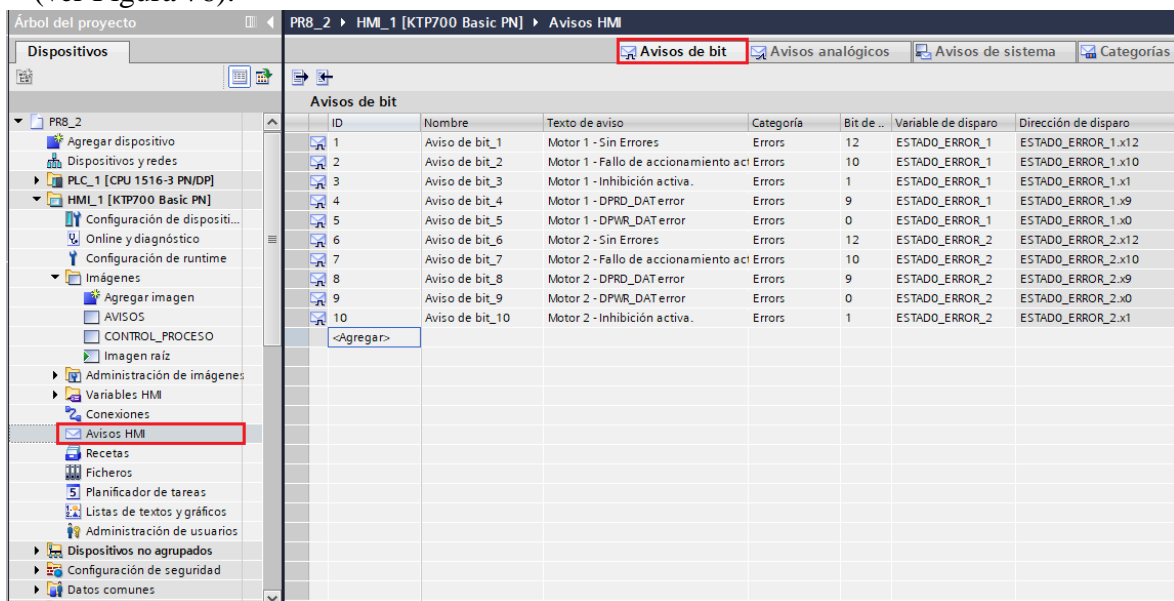 (ver Figura 78).
Árbol del proyecto
PR8_2 HMI_1 [KTP700 Basic PN] Avisos HMI
Dispositivos
Avisos de bit Avisos analógicos Avisos de sistema Categorías
Avisos de bit
ID Nombre Texto de aviso Categoría Bit de .. Variable de disparo Dirección de disparo
1 Aviso de bit_1 Motor 1 - Sin Errores Errors 12 ESTADO_ERROR_1 ESTADO_ERROR_1.x12
2 Aviso de bit_2 Motor 1 - Fallo de accionamiento act Errors 10 ESTADO_ERROR_1 ESTADO_ERROR_1.x10
3 Aviso de bit_3 Motor 1 - Inhibición activa. Errors 1 ESTADO_ERROR_1 ESTADO_ERROR_1.x1
4 Aviso de bit_4 Motor 1 - DPRD_DAT error Errors 9 ESTADO_ERROR_1 ESTADO_ERROR_1.x9
5 Aviso de bit_5 Motor 1 - DPWR_DAT error Errors 0 ESTADO_ERROR_1 ESTADO_ERROR_1.x0
6 Aviso de bit_6 Motor 2 - Sin Errores Errors 12 ESTADO_ERROR_2 ESTADO_ERROR_2.x12
7 Aviso de bit_7 Motor 2 - Fallo de accionamiento act Errors 10 ESTADO_ERROR_2 ESTADO_ERROR_2.x10
8 Aviso de bit_8 Motor 2 - DPRD_DAT error Errors 9 ESTADO_ERROR_2 ESTADO_ERROR_2.x9
9 Aviso de bit_9 Motor 2 - DPWR_DAT error Errors 0 ESTADO_ERROR_2 ESTADO_ERROR_2.x0
10 Aviso de bit_10 Motor 2 - Inhibición activa. Errors 1 ESTADO_ERROR_2 ESTADO_ERROR_2.x1
<Agregar>
PR8_2
Agregar dispositivo
Dispositivos y redes
PLC_1 [CPU 1516-3 PN/DP]
HMI_1 [KTP700 Basic PN]
Configuración de dispositi...
Online y diagnóstico
Configuración de runtime
Imágenes
Agregar imagen
AVISOS
CONTROL_PROCESO
Imagen raíz
Administración de imágenes
Variables HMI
Conexiones
Avisos HMI
Recetas
Ficheros
Planificador de tareas
Listas de textos y gráficos
Administración de usuarios
Dispositivos no agrupados
Configuración de seguridad
Datos comunes